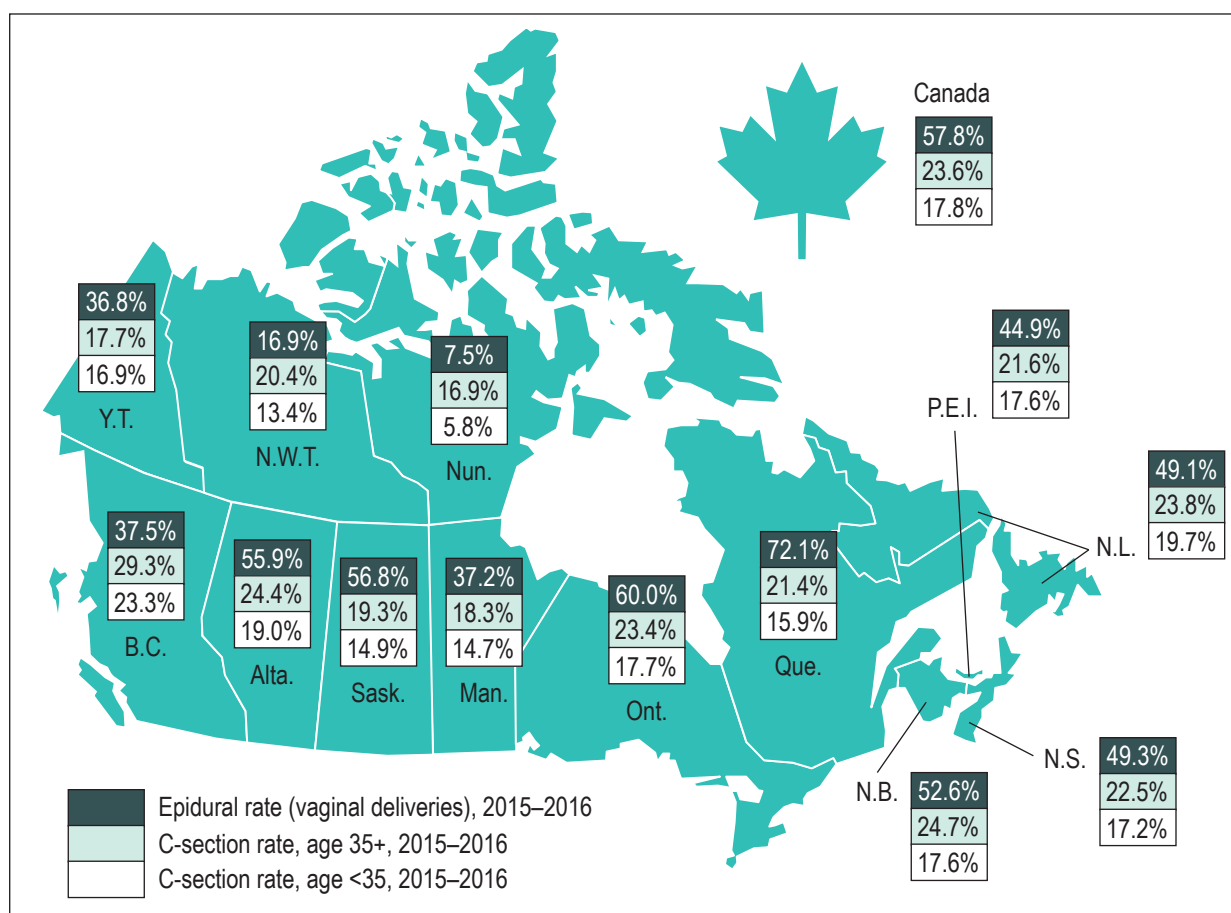 Canada
57.8%
23.6%
17.8%
36.8%
17.7%
16.9%
Y.T.
16.9%
20.4%
13.4%
N.W.T.
7.5%
16.9%
5.8%
Nun.
44.9%
21.6%
17.6%
P.E.I.
49.1%
23.8%
19.7%
N.L.
37.5%
29.3%
23.3%
B.C.
55.9%
24.4%
19.0%
Alta.
56.8%
19.3%
14.9%
Sask.
37.2%
18.3%
14.7%
Man.
60.0%
23.4%
17.7%
Ont.
72.1%
21.4%
15.9%
Que.
N.S.
49.3%
22.5%
17.2%
N.B.
52.6%
24.7%
17.6%
Epidural rate (vaginal deliveries), 2015–2016
C-section rate, age 35+, 2015–2016
C-section rate, age <35, 2015–2016